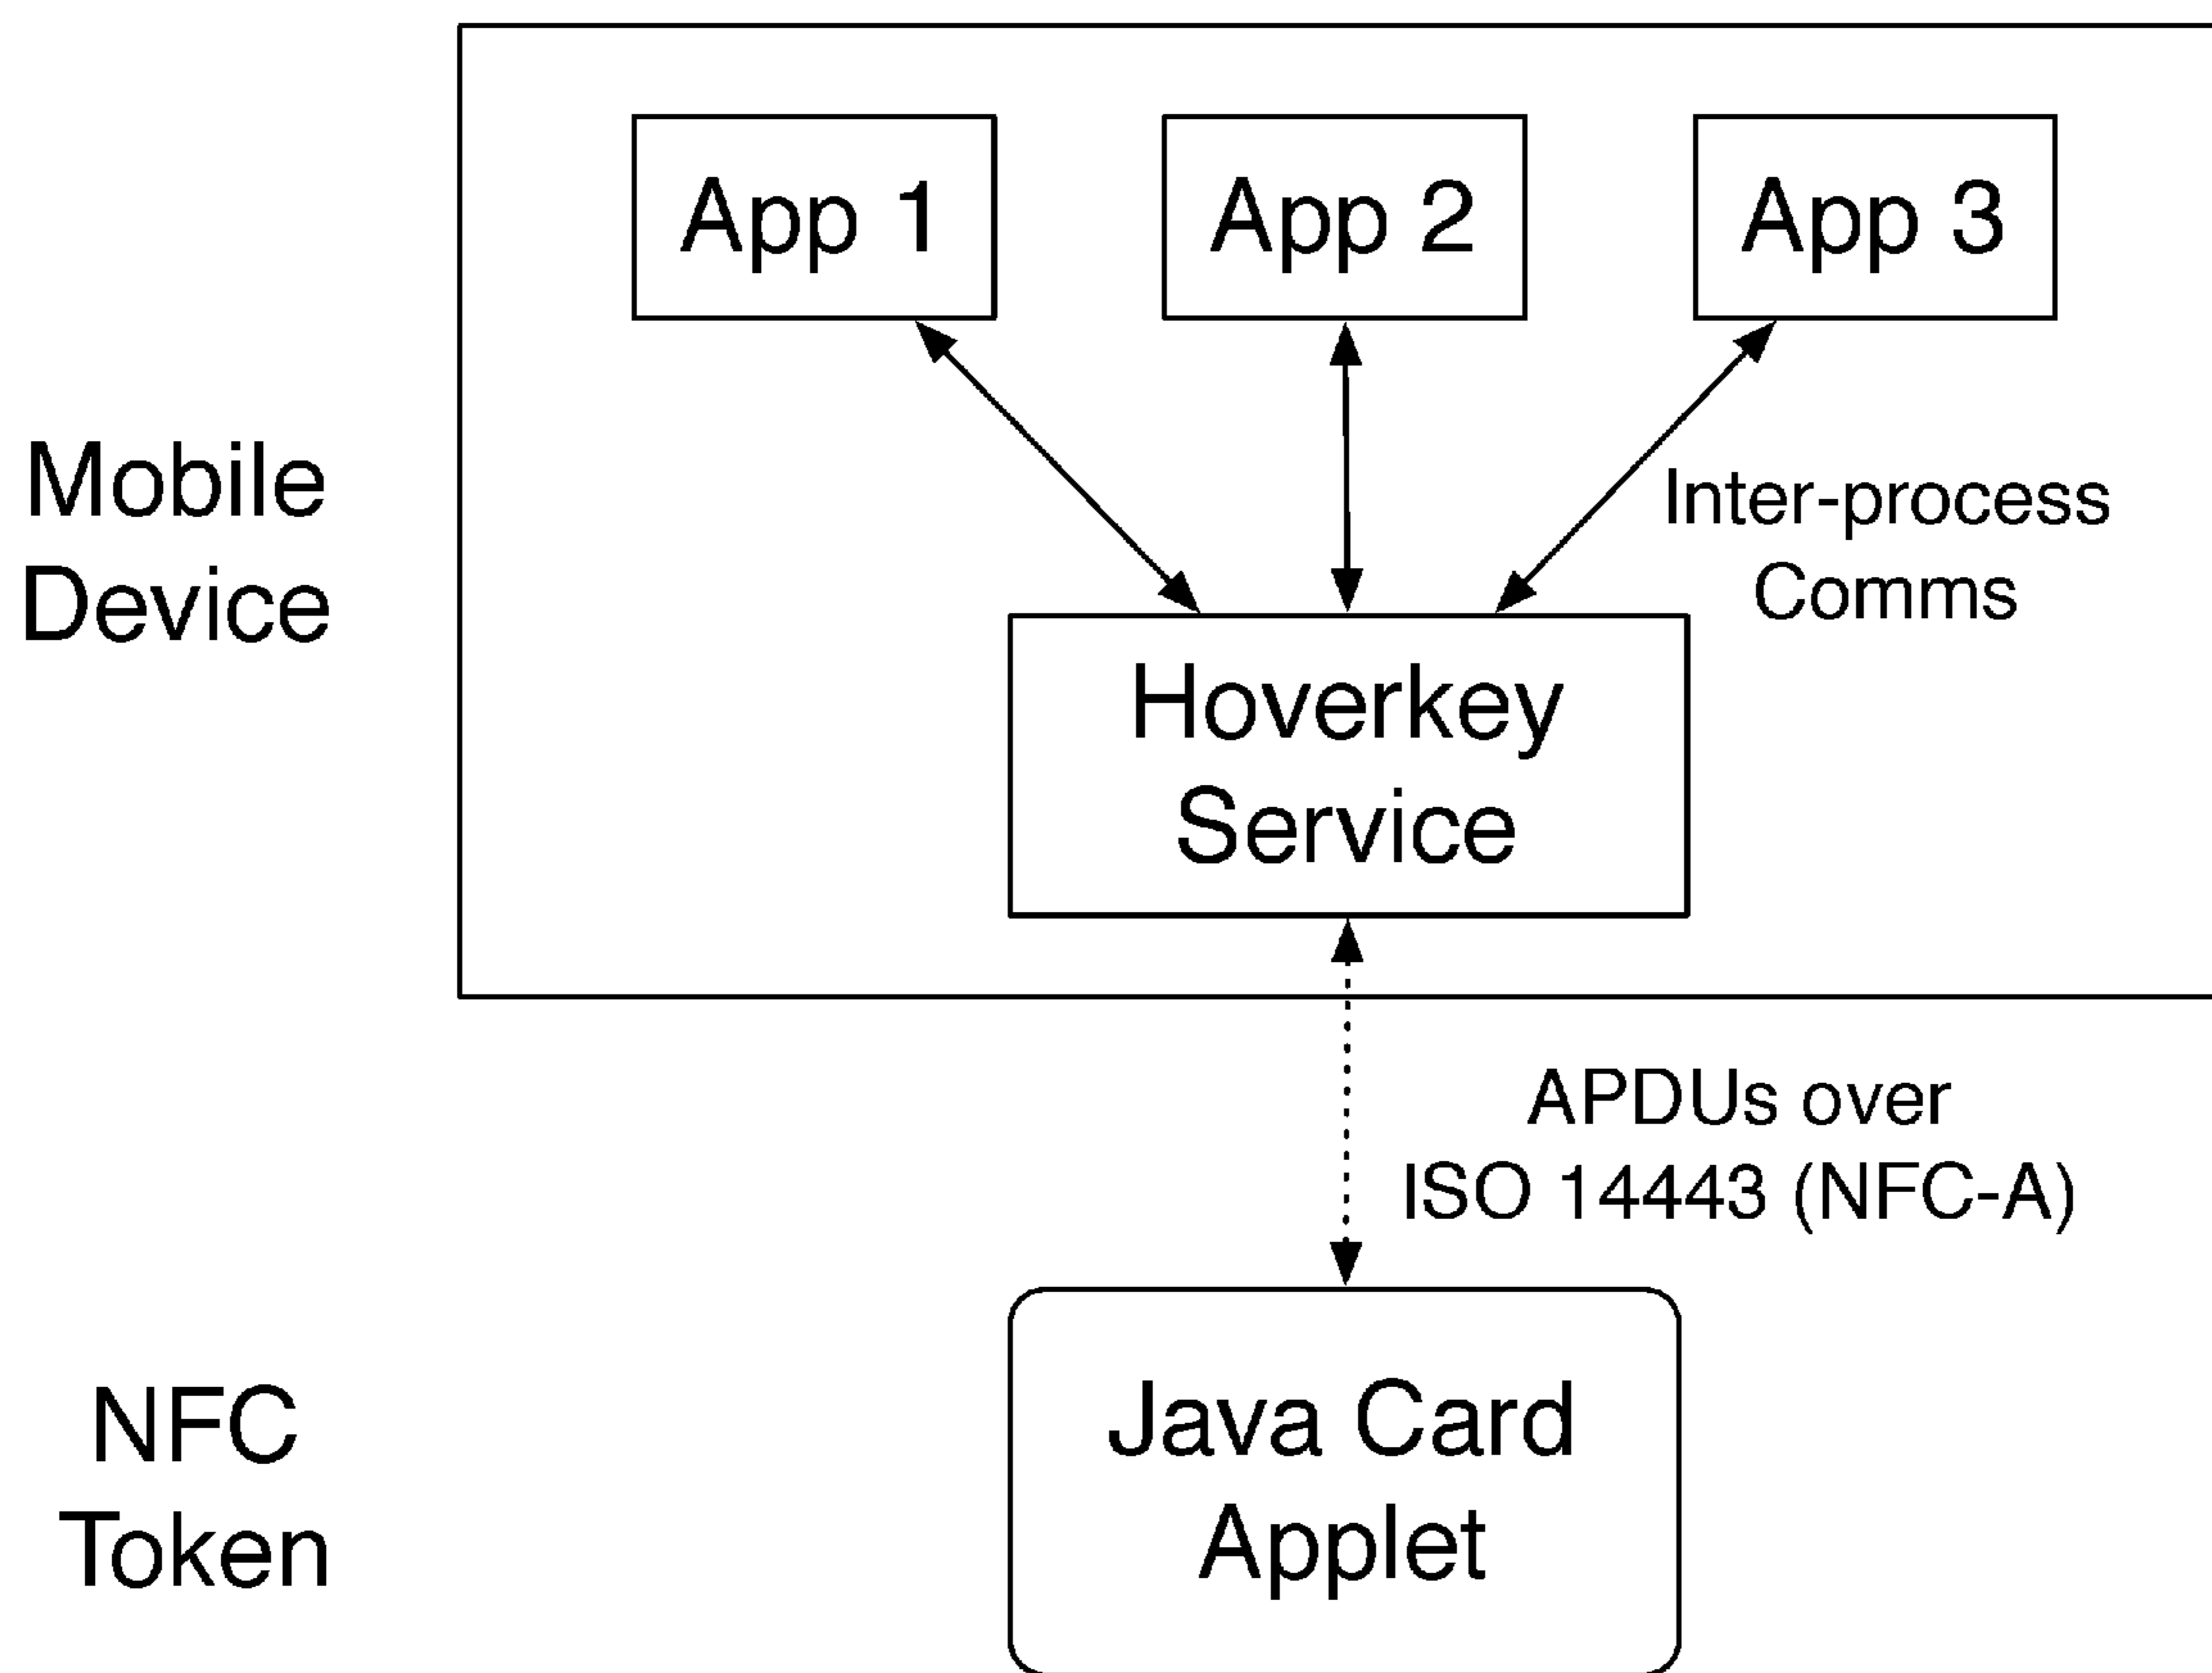 App 1
App 2
App 3
Mobile
Device
Inter-process
Comms
Hoverkey
Service
APDUs over
ISO 14443 (NFC-A)
NFC
Token
Java Card
Applet